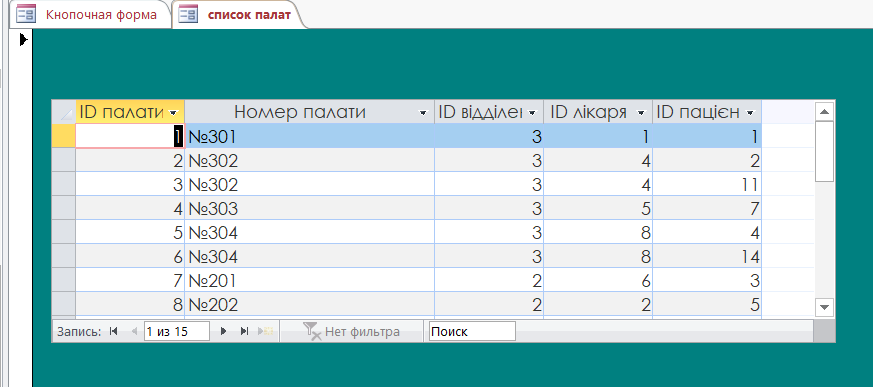 Кнопочная форма список палат
ID палати Номер палати ID відділен ID лікаря ID пацієн
1 №301 3 1 1
2 №302 3 4 2
3 №302 3 4 11
4 №303 3 5 7
5 №304 3 8 4
6 №304 3 8 14
7 №201 2 6 3
8 №202 2 2 5
Запись: 1 из 15 Нет фильтра Поиск